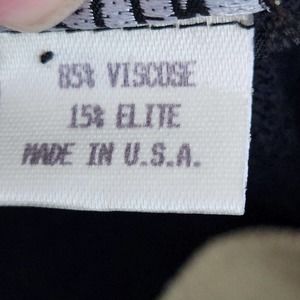 85% VISCOSE
15% ELITE
MADE IN U.S.A.